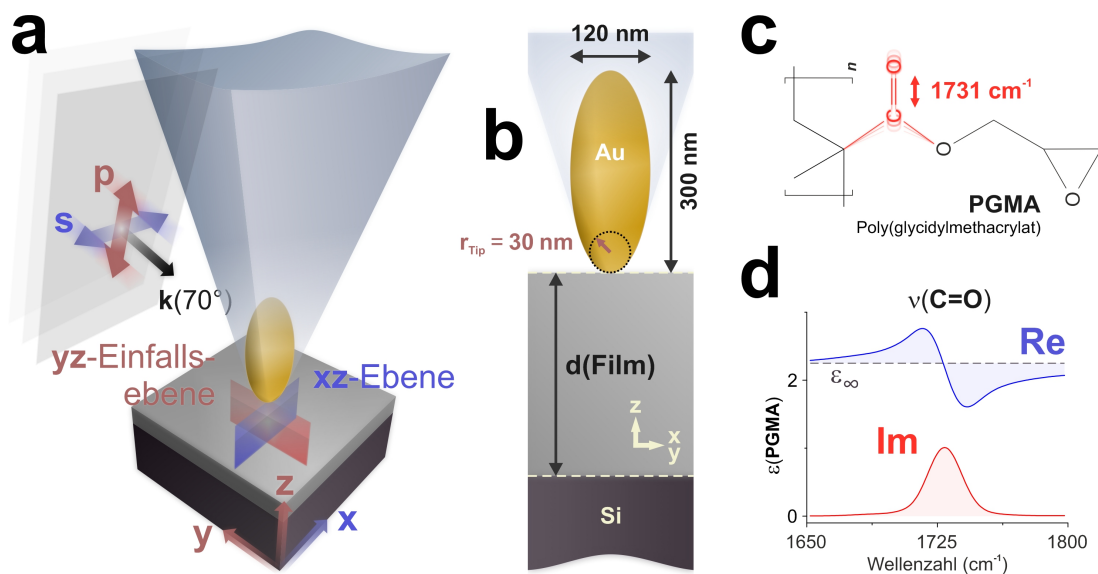 a
p
s
k(70°)
yz-Einfalls-
ebene
xz-Ebene
z
y
x
b
120 nm
Au
300 nm
r_Tip = 30 nm
d(Film)
z
x
y
Si
c
n
O
1731 cm⁻¹
C
O
O
PGMA
Poly(glycidylmethacrylat)
d
ν(C=O)
Re
ε∞
2
Im
0
ε(PGMA)
1650
1725
1800
Wellenzahl (cm⁻¹)